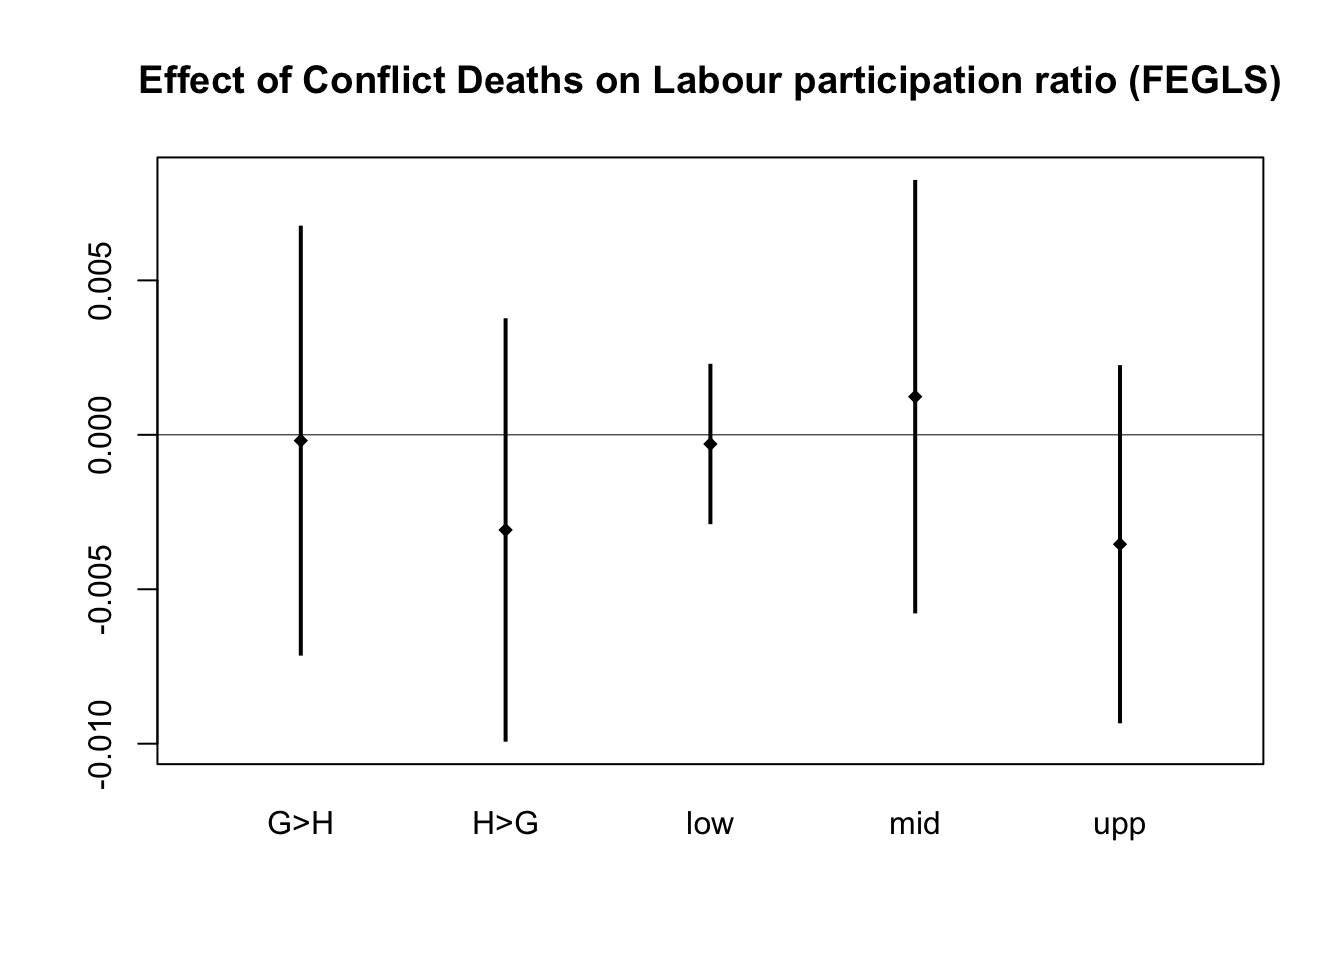 Effect of Conflict Deaths on Labour participation ratio (FEGLS)
0.005
0.000
-0.005
-0.010
G>H H>G low mid upp